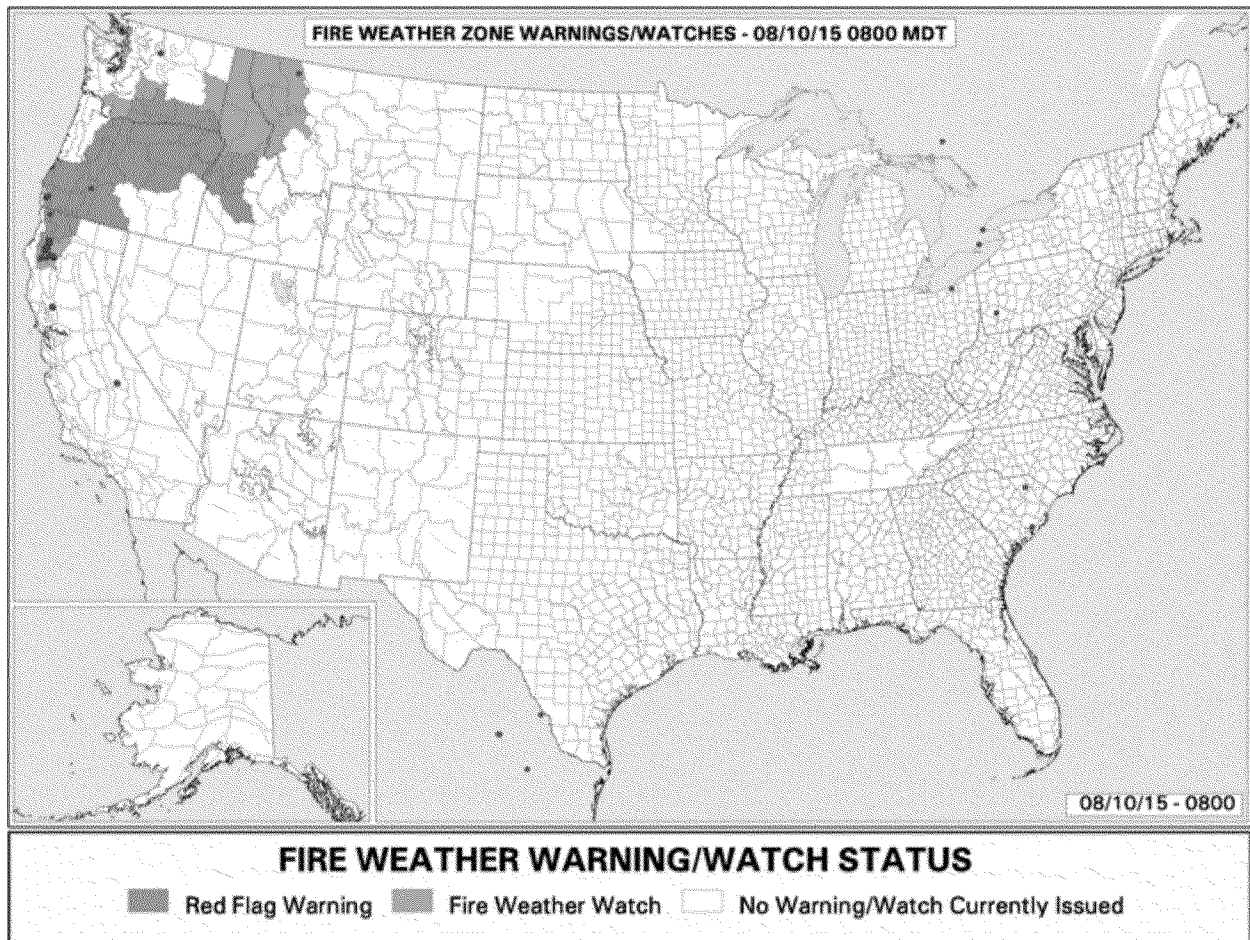 FIRE WEATHER ZONE WARNINGS/WATCHES - 08/10/15 0800 MDT
08/10/15 - 0800
FIRE WEATHER WARNING/WATCH STATUS
Red Flag Warning Fire Weather Watch No Warning/Watch Currently Issued